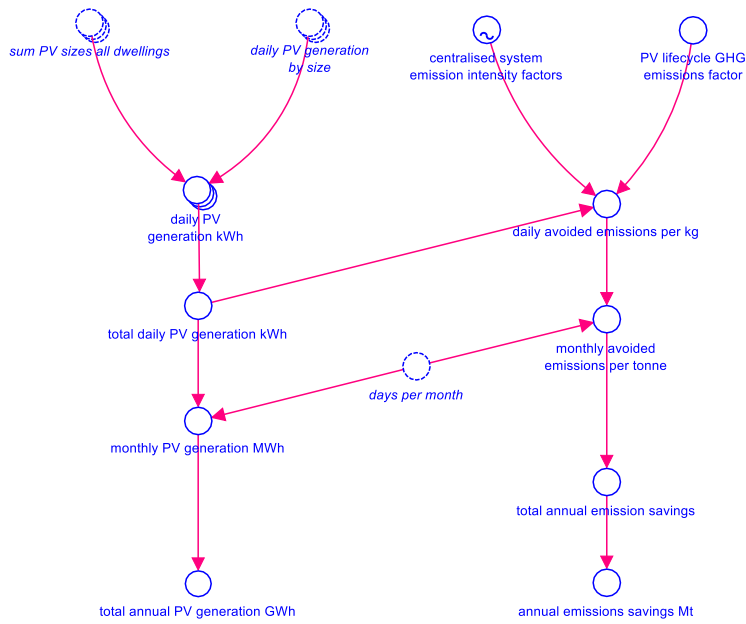 sum PV sizes all dwellings
daily PV generation
by size
centralised system
emission intensity factors
PV lifecycle GHG
emissions factor
daily PV
generation kWh
daily avoided emissions per kg
total daily PV generation kWh
monthly avoided
emissions per tonne
days per month
monthly PV generation MWh
total annual emission savings
total annual PV generation GWh
annual emissions savings Mt